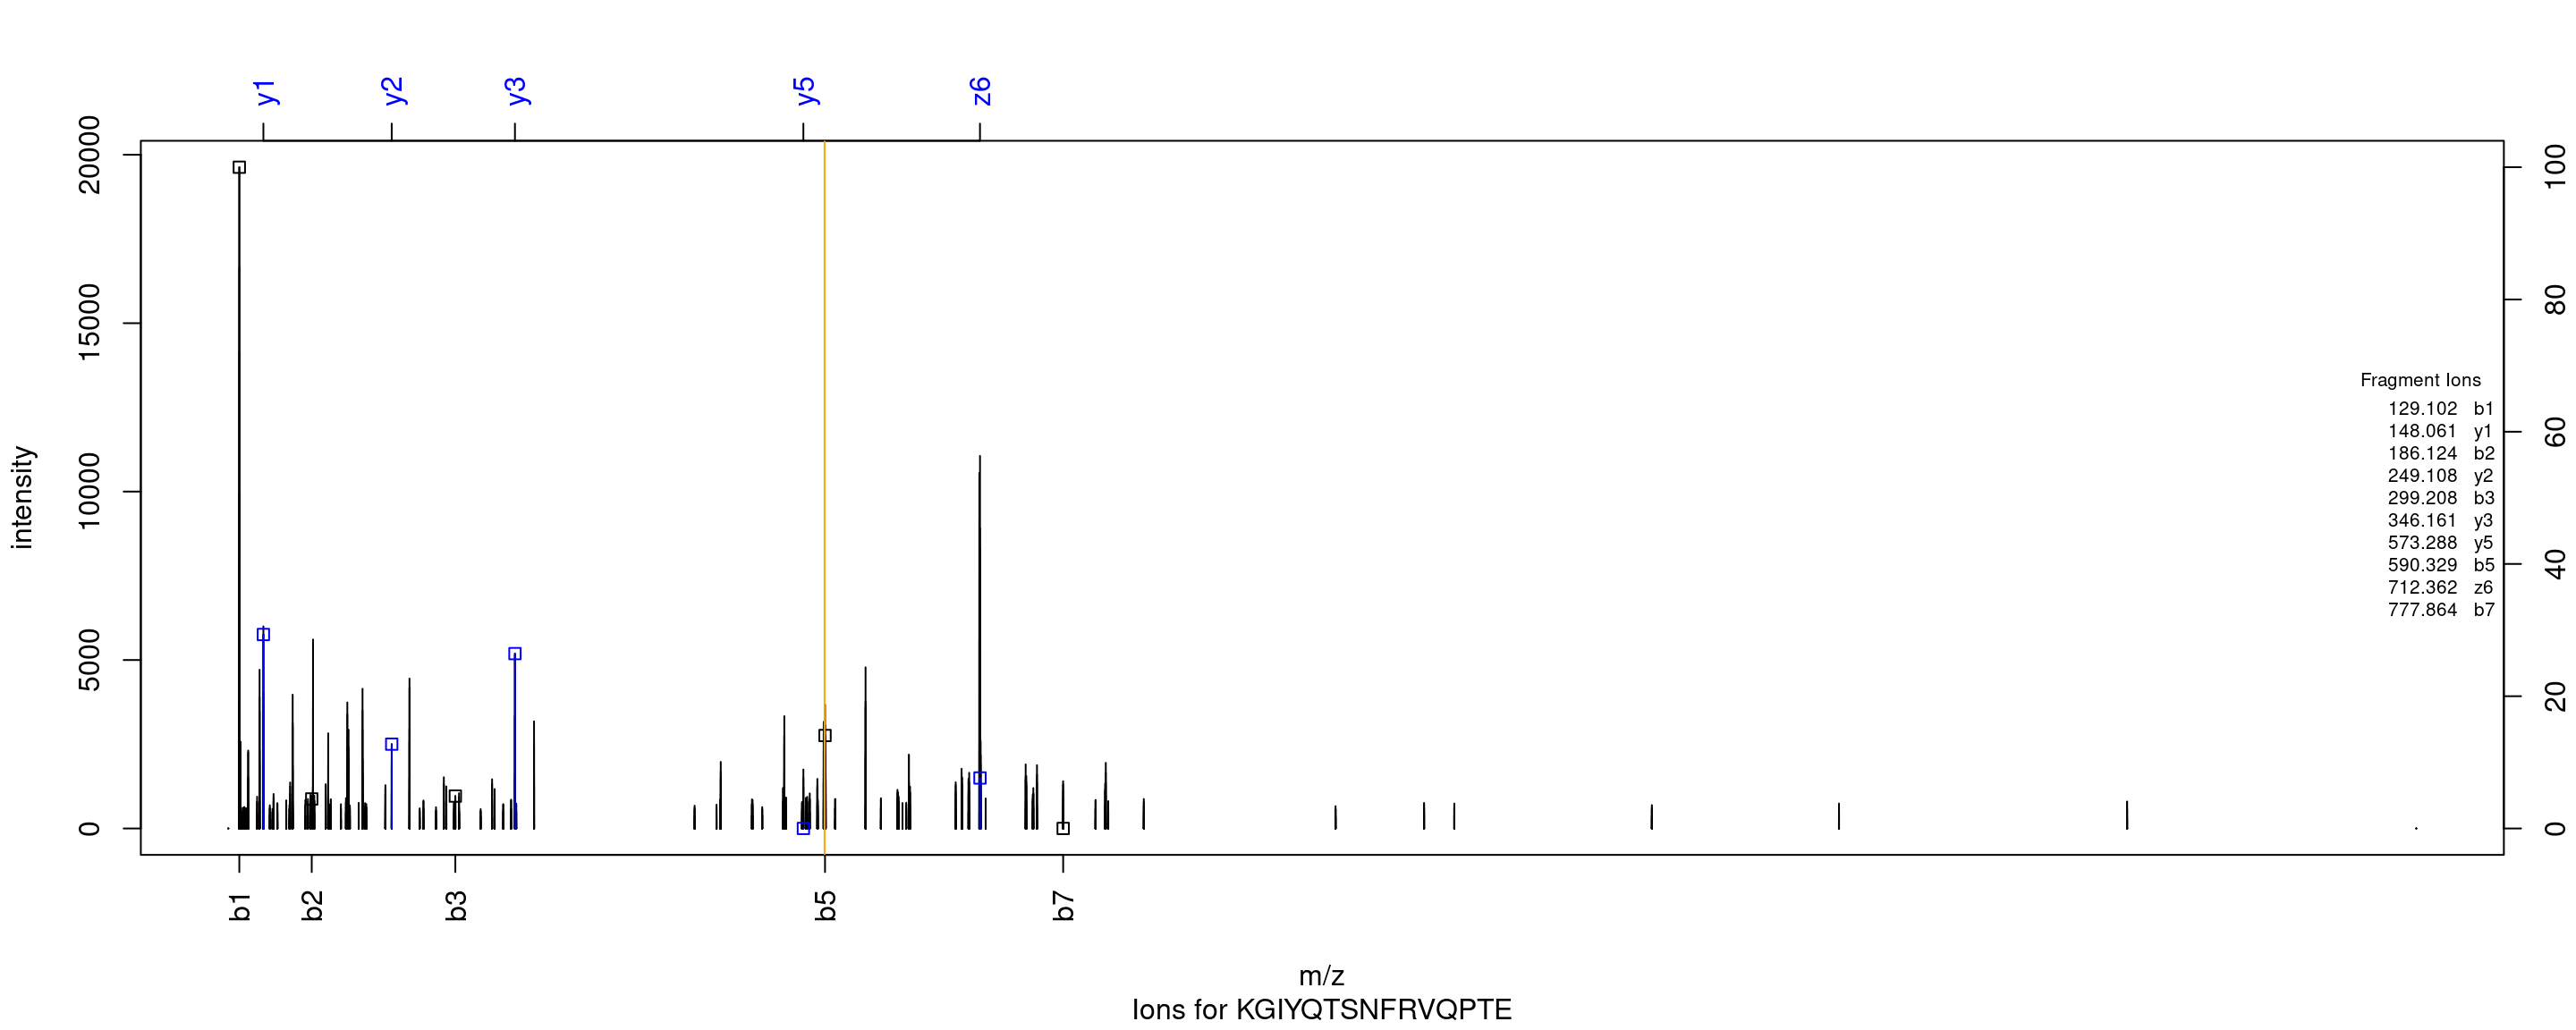 y1 y2 y3 y5 z6
20000
15000
10000
5000
0
intensity
100
80
60
40
20
0
Fragment Ions
129.102 b1
148.061 y1
186.124 b2
249.108 y2
299.208 b3
346.161 y3
573.288 y5
590.329 b5
712.362 z6
777.864 b7
b1 b2 b3 b5 b7
m/z
Ions for KGIYQTSNFRVQPTE